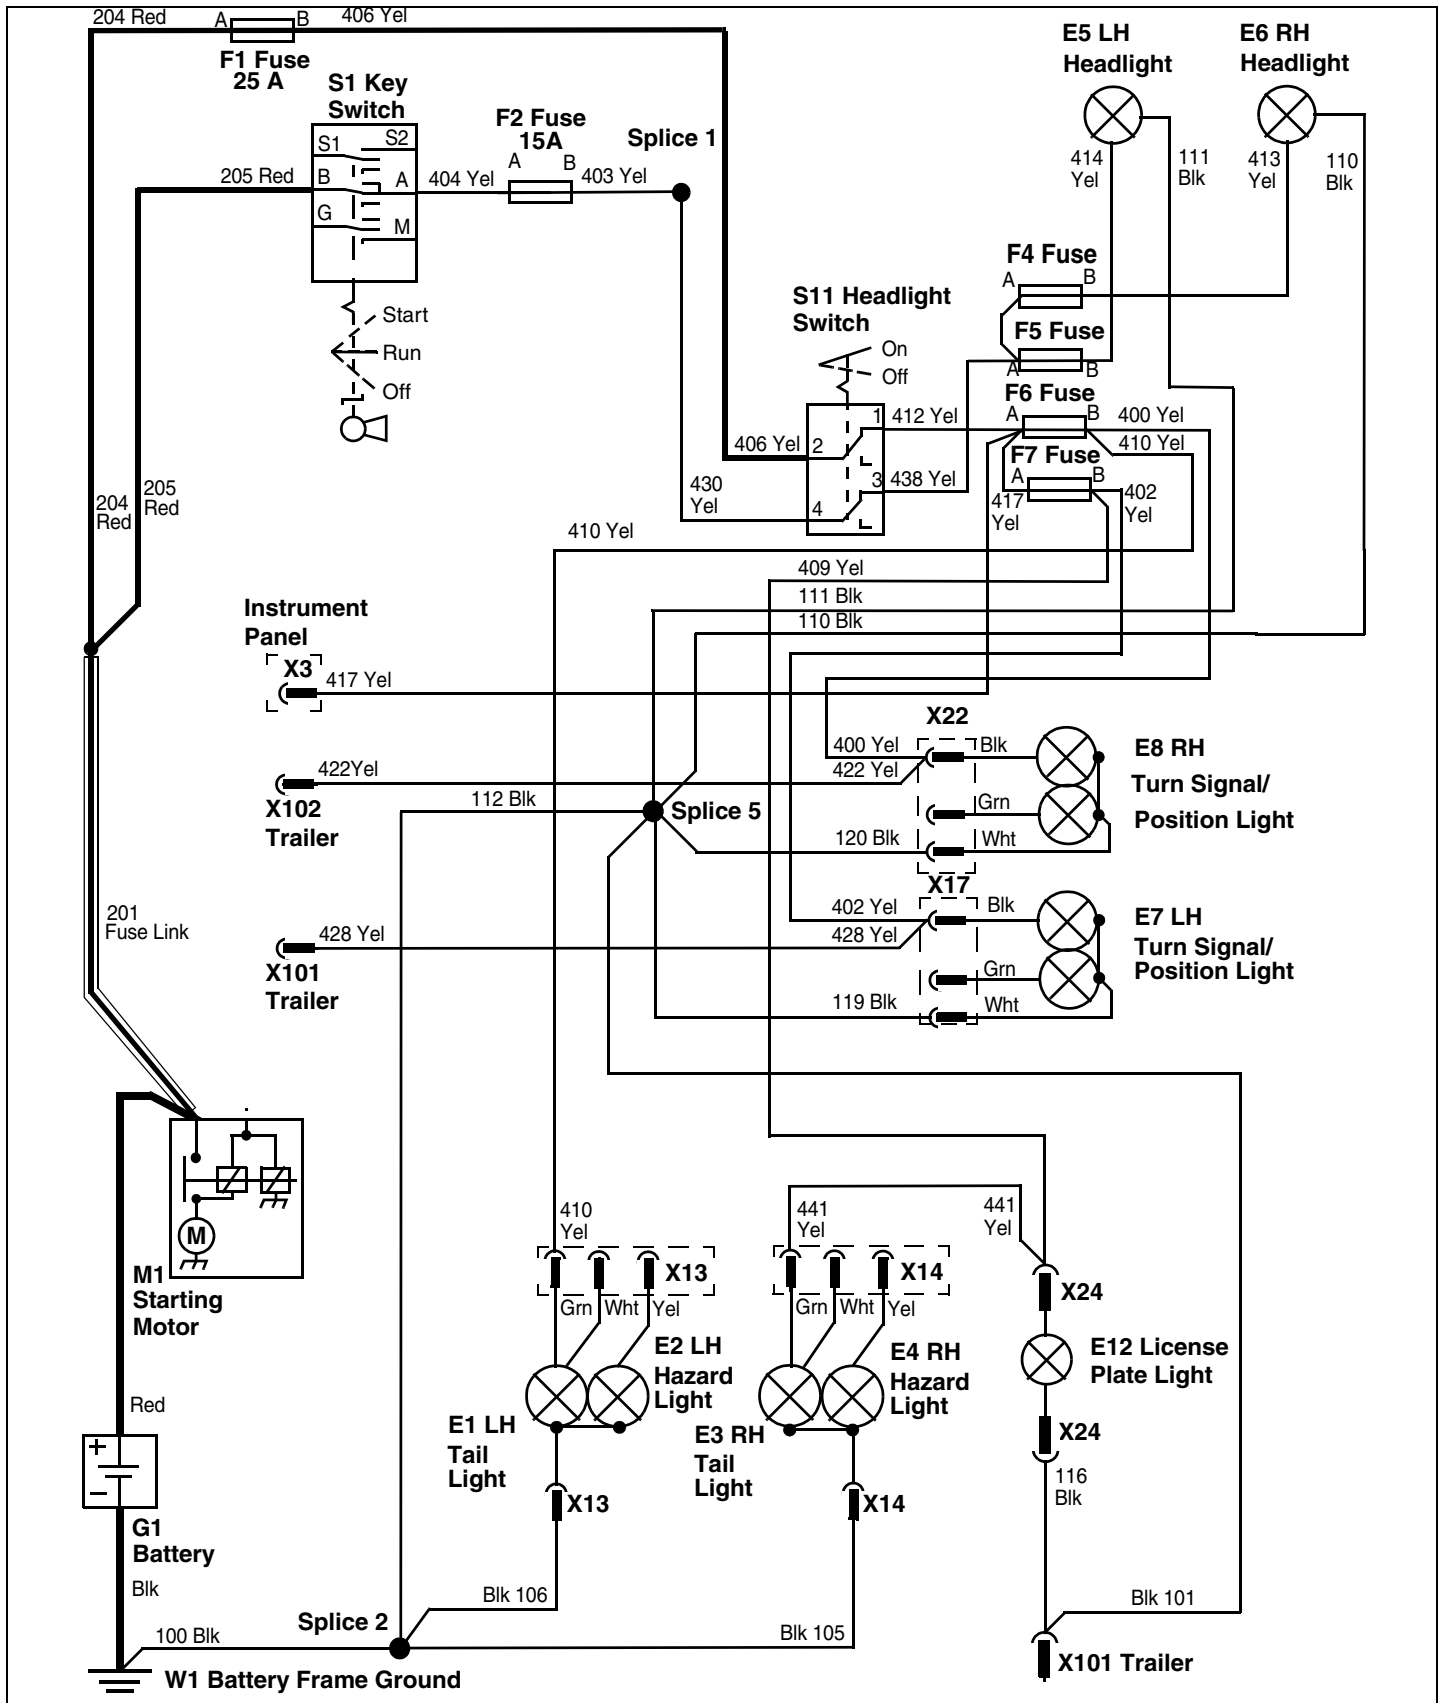 204 Red
A
B
406 Yel
F1 Fuse
25 A
S1 Key
Switch
S1
S2
B
A
G
M
205 Red
404 Yel
F2 Fuse
15A
A
B
403 Yel
Splice 1
Start
Run
Off
E5 LH
Headlight
E6 RH
Headlight
414
Yel
111
Blk
413
Yel
110
Blk
F4 Fuse
A
B
F5 Fuse
A
B
F6 Fuse
A
B
400 Yel
410 Yel
F7 Fuse
A
B
417
Yel
402
Yel
S11 Headlight
Switch
On
Off
1
412 Yel
406 Yel
2
3
438 Yel
430
Yel
4
204
Red
205
Red
410 Yel
409 Yel
111 Blk
110 Blk
Instrument
Panel
X3
417 Yel
X22
400 Yel
Blk
422 Yel
Grn
120 Blk
Wht
E8 RH
Turn Signal/
Position Light
422Yel
X102
Trailer
112 Blk
Splice 5
X17
402 Yel
Blk
428 Yel
Grn
119 Blk
Wht
E7 LH
Turn Signal/
Position Light
201
Fuse Link
428 Yel
X101
Trailer
M
M1
Starting
Motor
410
Yel
X13
Grn
Wht
Yel
E2 LH
Hazard
Light
E1 LH
Tail
Light
X13
441
Yel
441
Yel
X14
Grn
Wht
Yel
E4 RH
Hazard
Light
E3 RH
Tail
Light
X14
X24
E12 License
Plate Light
X24
116
Blk
Red
+
–
G1
Battery
Blk
Blk 106
Splice 2
100 Blk
Blk 105
Blk 101
X101 Trailer
W1 Battery Frame Ground